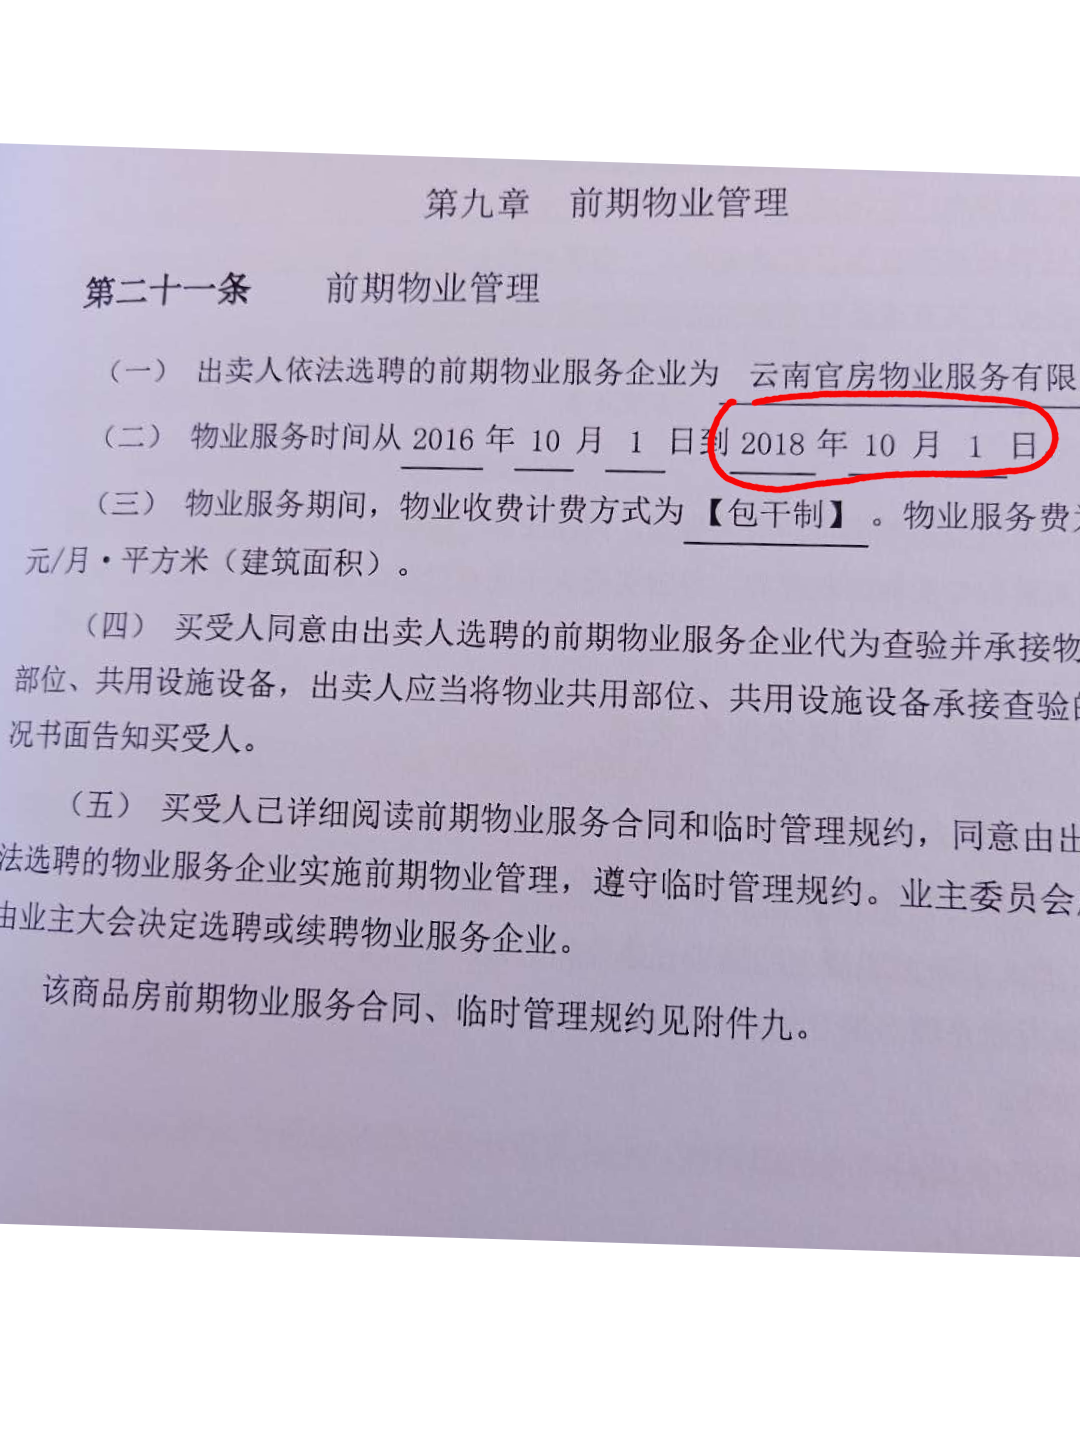 第九章 前期物业管理
第二十一条 前期物业管理
（一） 出卖人依法选聘的前期物业服务企业为 云南官房物业服务有限
（二） 物业服务时间从 2016 年 10 月 1 日到 2018 年 10 月 1 日
（三） 物业服务期间，物业收费计费方式为【包干制】。物业服务费
元/月·平方米（建筑面积）。
（四） 买受人同意由出卖人选聘的前期物业服务企业代为查验并承接物
部位、共用设施设备，出卖人应当将物业共用部位、共用设施设备承接查验的
况书面告知买受人。
（五） 买受人已详细阅读前期物业服务合同和临时管理规约，同意由出
法选聘的物业服务企业实施前期物业管理，遵守临时管理规约。业主委员会
由业主大会决定选聘或续聘物业服务企业。
该商品房前期物业服务合同、临时管理规约见附件九。